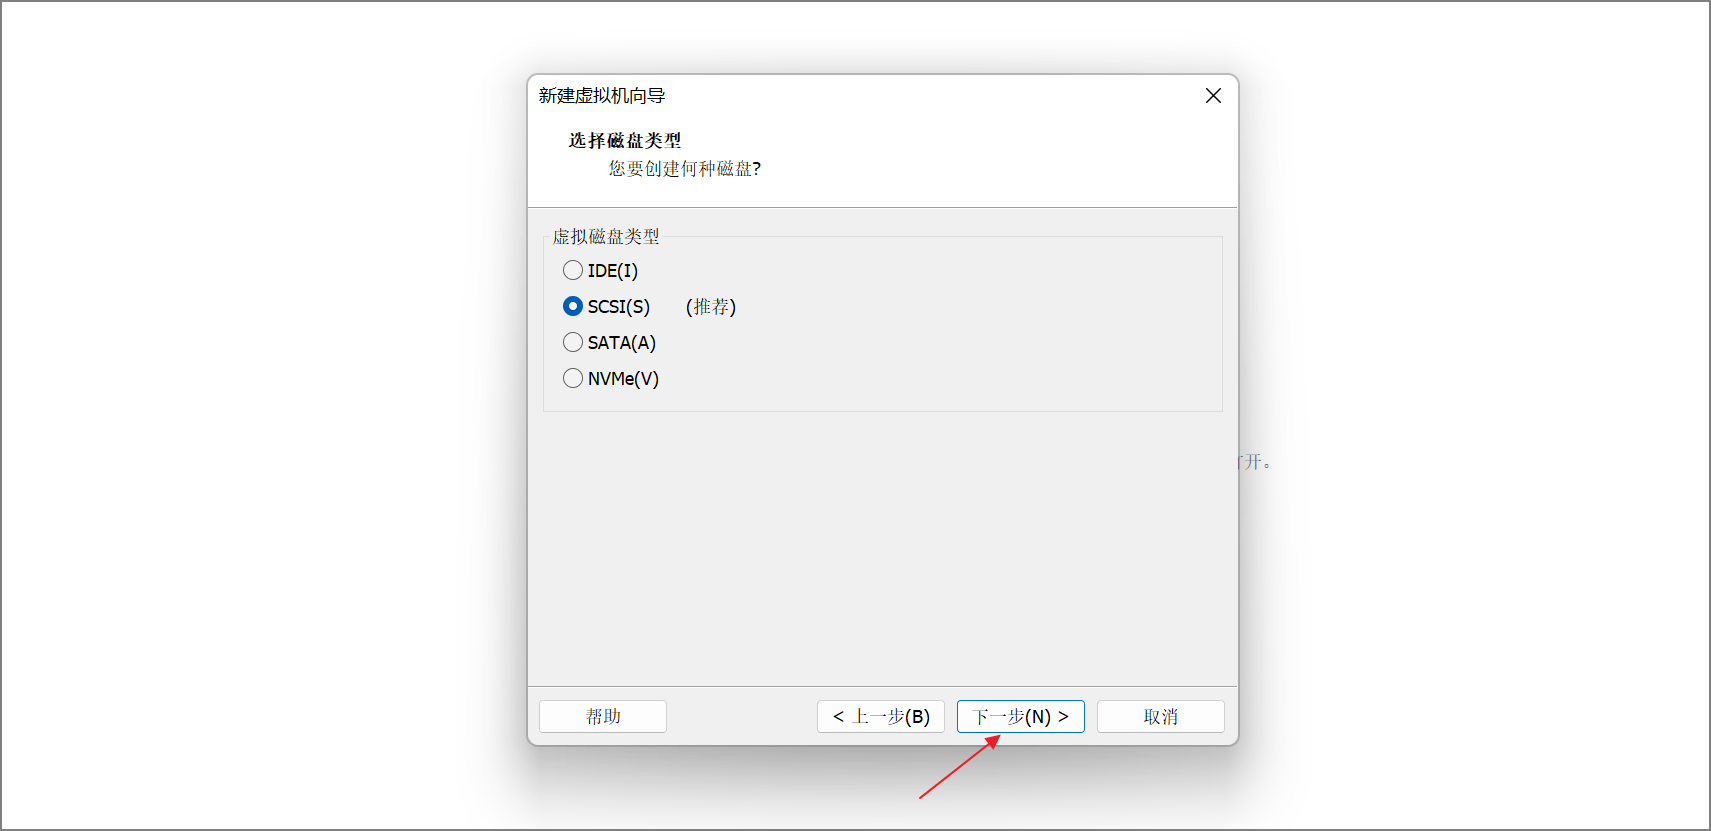 新建虚拟机向导
选择磁盘类型
您要创建何种磁盘?
虚拟磁盘类型
IDE(I)
SCSI(S) (推荐)
SATA(A)
NVMe(V)
开。
帮助 < 上一步(B) 下一步(N) > 取消